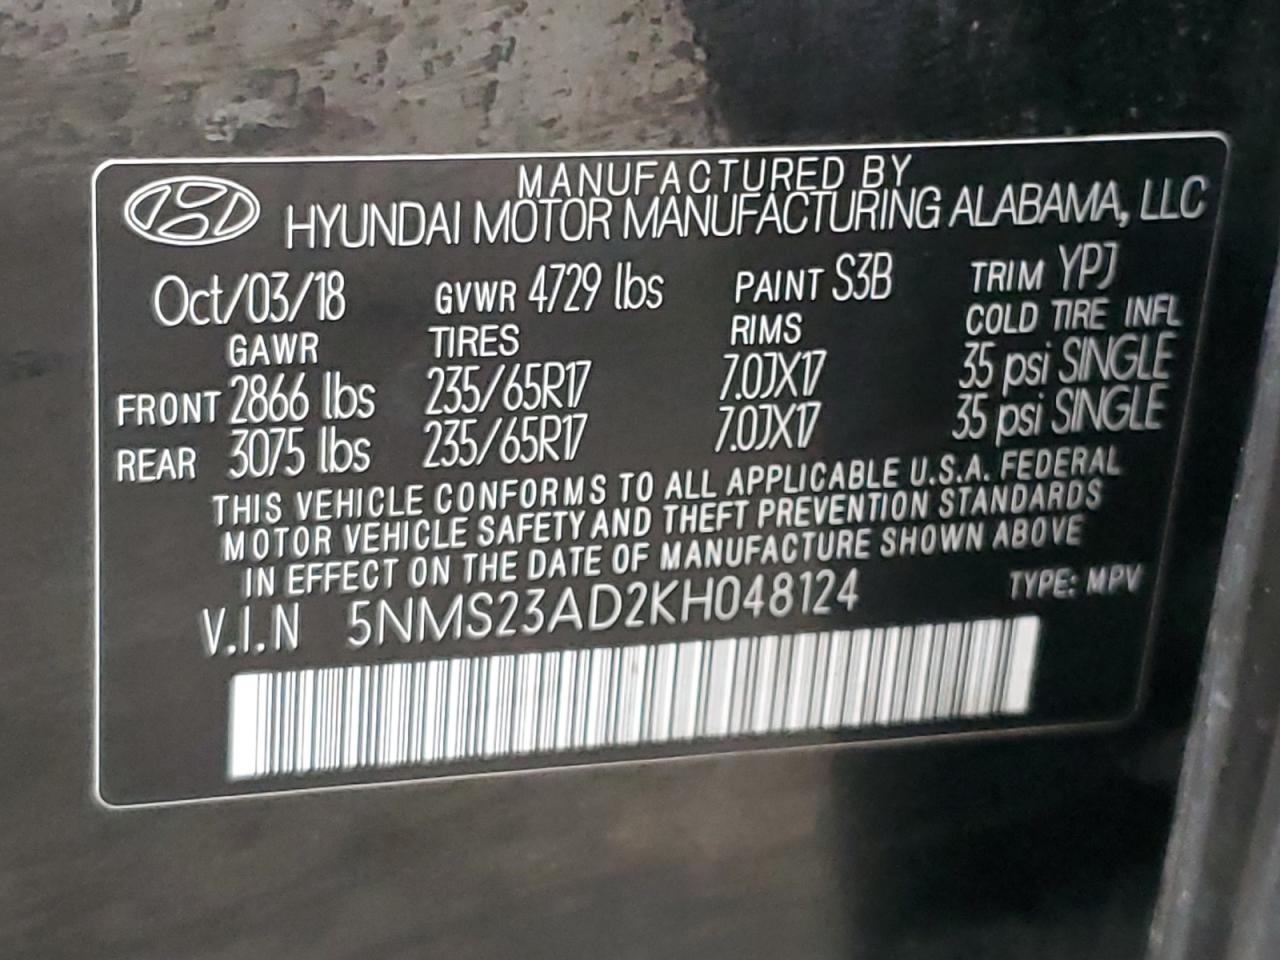 MANUFACTURED BY
HYUNDAI MOTOR MANUFACTURING ALABAMA, LLC
Oct/03/18 GVWR 4729 lbs PAINT S3B TRIM YPJ
GAWR TIRES RIMS COLD TIRE INFL
FRONT 2866 lbs 235/65R17 7.0JX17 35 psi SINGLE
REAR 3075 lbs 235/65R17 7.0JX17 35 psi SINGLE
THIS VEHICLE CONFORMS TO ALL APPLICABLE U.S.A. FEDERAL
MOTOR VEHICLE SAFETY AND THEFT PREVENTION STANDARDS
IN EFFECT ON THE DATE OF MANUFACTURE SHOWN ABOVE
V.I.N 5NMS23AD2KH048124 TYPE: MPV